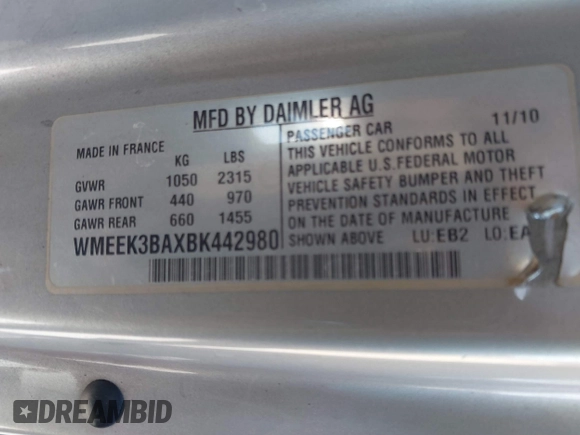 MFD BY DAIMLER AG
11/10
MADE IN FRANCE
KG LBS
GVWR 1050 2315
GAWR FRONT 440 970
GAWR REAR 660 1455
WMEEK3BAXBK442980
PASSENGER CAR
THIS VEHICLE CONFORMS TO ALL
APPLICABLE U.S. FEDERAL MOTOR
VEHICLE SAFETY BUMPER AND THEFT
PREVENTION STANDARDS IN EFFECT
ON THE DATE OF MANUFACTURE
SHOWN ABOVE. LU:EB2 LO:EA
DREAMBID